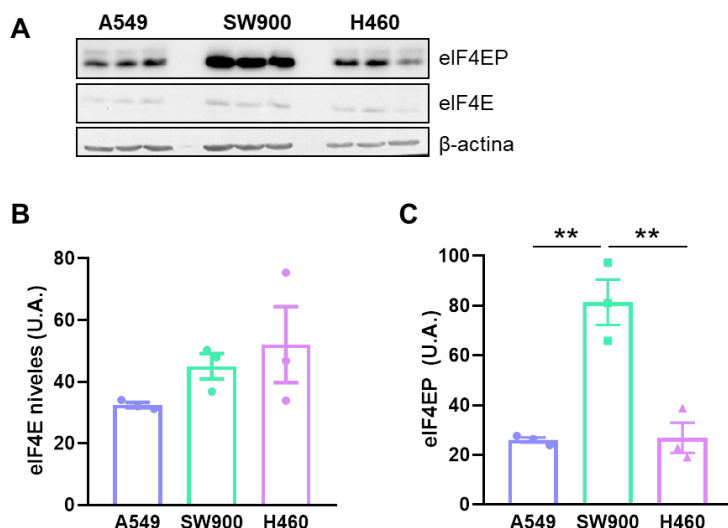 A
A549 SW900 H460
eIF4EP
eIF4E
β-actina
B
eIF4E niveles (U.A.)
80
60
40
20
0
A549 SW900 H460
C
** **
eIF4EP (U.A.)
100
80
60
40
20
0
A549 SW900 H460